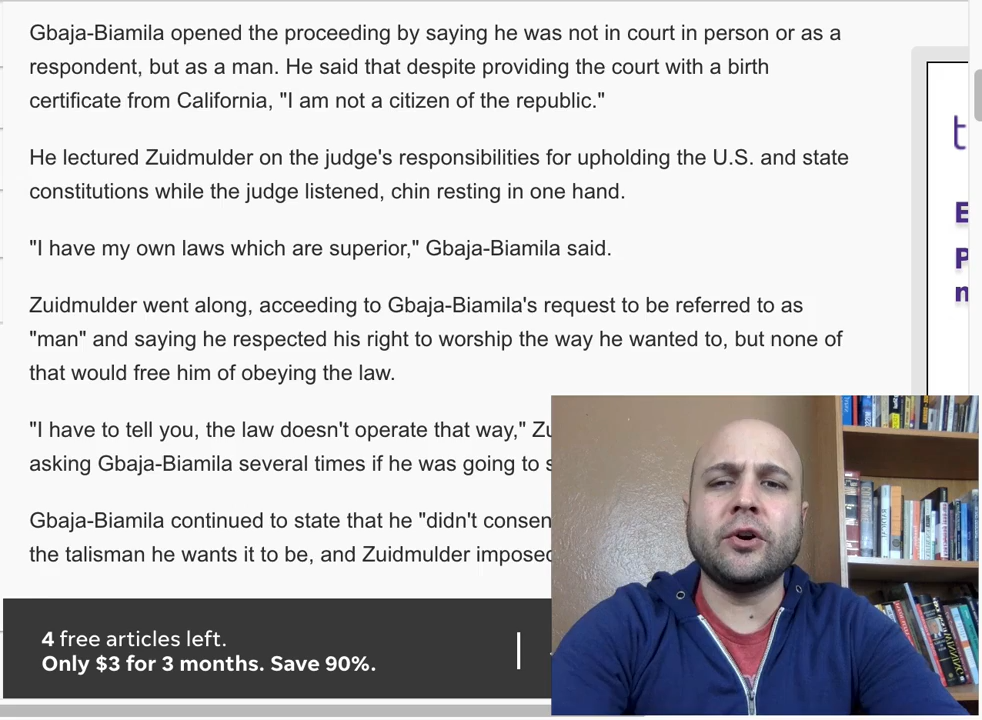 Gbaja-Biamila opened the proceeding by saying he was not in court in person or as a
respondent, but as a man. He said that despite providing the court with a birth
certificate from California, "I am not a citizen of the republic."
He lectured Zuidmulder on the judge's responsibilities for upholding the U.S. and state
constitutions while the judge listened, chin resting in one hand.
"I have my own laws which are superior," Gbaja-Biamila said.
Zuidmulder went along, acceeding to Gbaja-Biamila's request to be referred to as
"man" and saying he respected his right to worship the way he wanted to, but none of
that would free him of obeying the law.
"I have to tell you, the law doesn't operate that way," Zu
asking Gbaja-Biamila several times if he was going to s
Gbaja-Biamila continued to state that he "didn't consen
the talisman he wants it to be, and Zuidmulder imposed
4 free articles left.
Only $3 for 3 months. Save 90%.
t
E
P